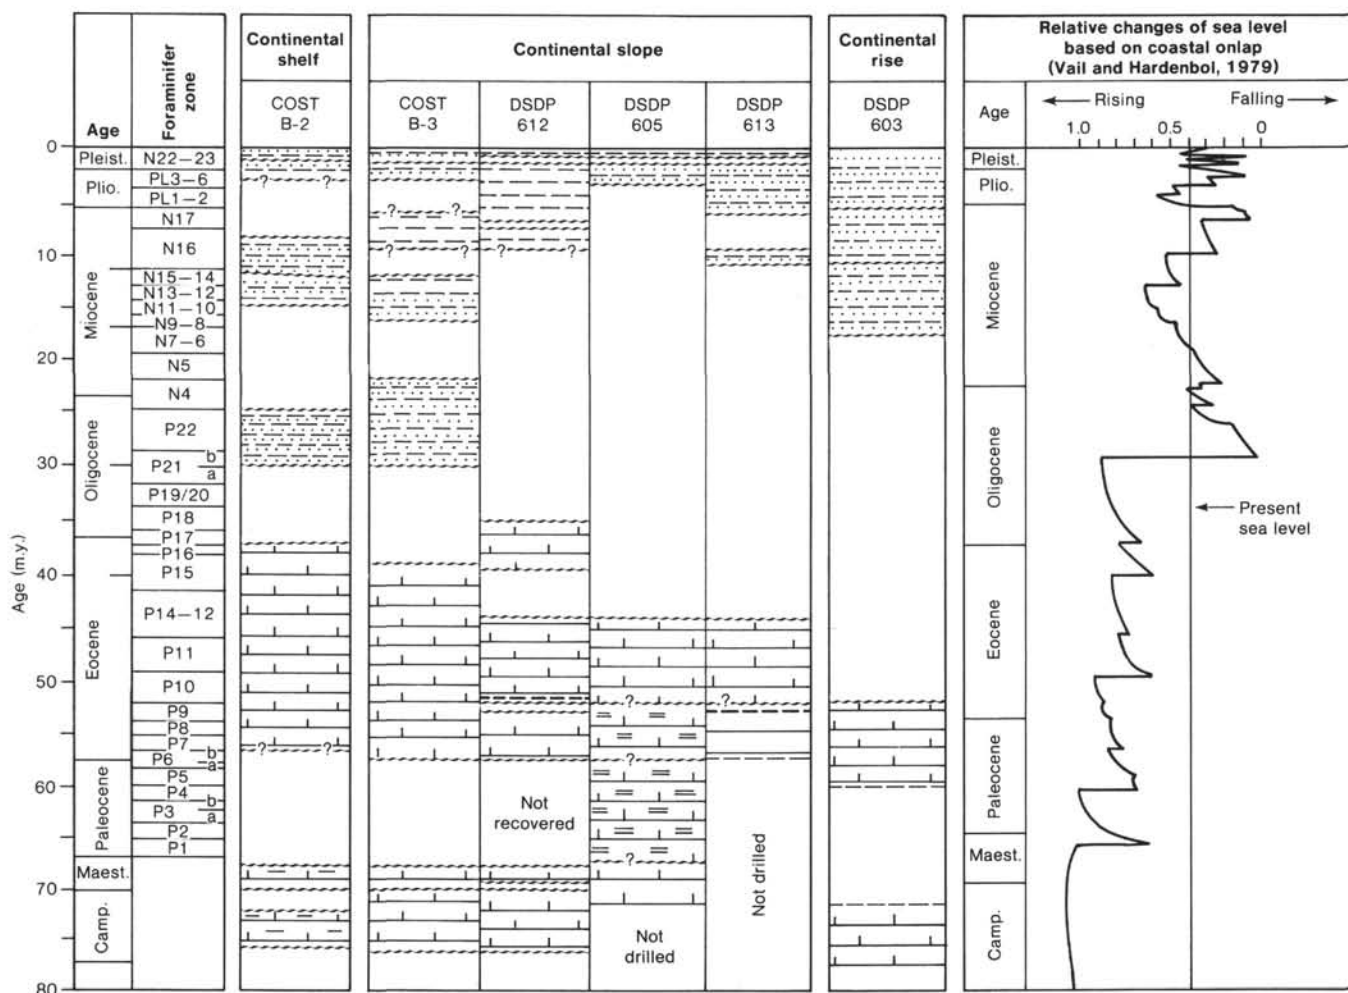 Continental
shelf
Continental slope
Continental
rise
Relative changes of sea level
based on coastal onlap
(Vail and Hardenbol, 1979)
Age
Foraminifer
zone
COST
B-2
COST
B-3
DSDP
612
DSDP
605
DSDP
613
DSDP
603
Age
Rising
Falling
1.0 0.5 0
Age (m.y.)
0
10
20
30
40
50
60
70
80
Pleist.
Plio.
Miocene
Oligocene
Eocene
Paleocene
Maest.
Camp.
N22–23
PL3–6
PL1–2
N17
N16
N15–14
N13–12
N11–10
N9–8
N7–6
N5
N4
P22
P21 b
a
P19/20
P18
P17
P16
P15
P14–12
P11
P10
P9
P8
P7
P6 b
a
P5
P4
P3 b
a
P2
P1
? ?
? ?
? ?
? ?
? ?
?
?
?
?
Not
recovered
Not
drilled
Not drilled
Pleist.
Plio.
Miocene
Oligocene
Eocene
Paleocene
Maest.
Camp.
Present
sea level